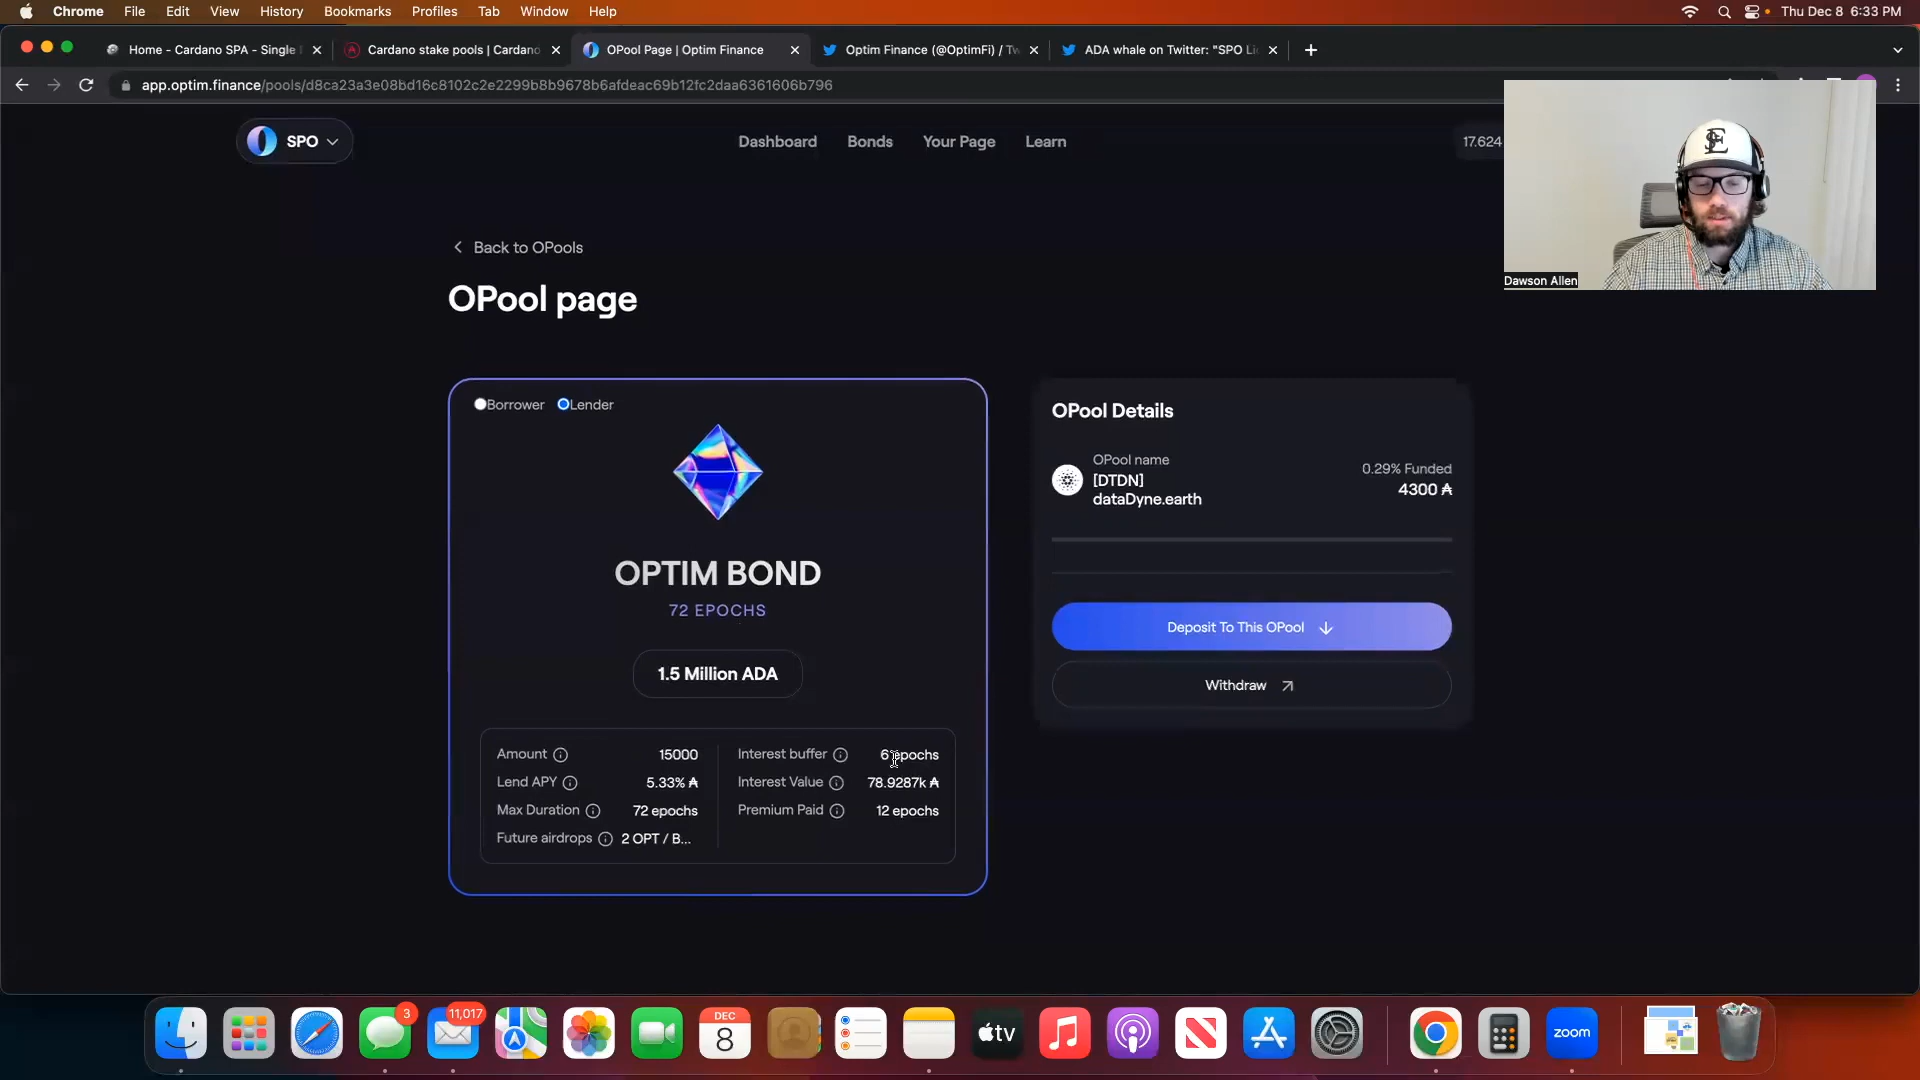 Chrome File Edit View History Bookmarks Profiles Tab Window Help Thu Dec 8 6:33 PM
Home - Cardano SPA - Single Cardano stake pools | Cardano OPool Page | Optim Finance Optim Finance (@OptimFi) / Tw ADA whale on Twitter: "SPO Li
app.optim.finance/pools/d8ca23a3e08bd16c8102c2e2299b8b9678b6afdeac69b12fc2daa6361606b796
SPO Dashboard Bonds Your Page Learn 17.624
Dawson Allen
Back to OPools
OPool page
Borrower Lender
OPTIM BOND
72 EPOCHS
1.5 Million ADA
Amount 15000
Lend APY 5.33% ₳
Max Duration 72 epochs
Future airdrops 2 OPT / B...
Interest buffer 6 epochs
Interest Value 78.9287k ₳
Premium Paid 12 epochs
OPool Details
OPool name
[DTDN]
dataDyne.earth
0.29% Funded
4300 ₳
Deposit To This OPool
Withdraw
3
11,017
DEC
8
tv
zoom